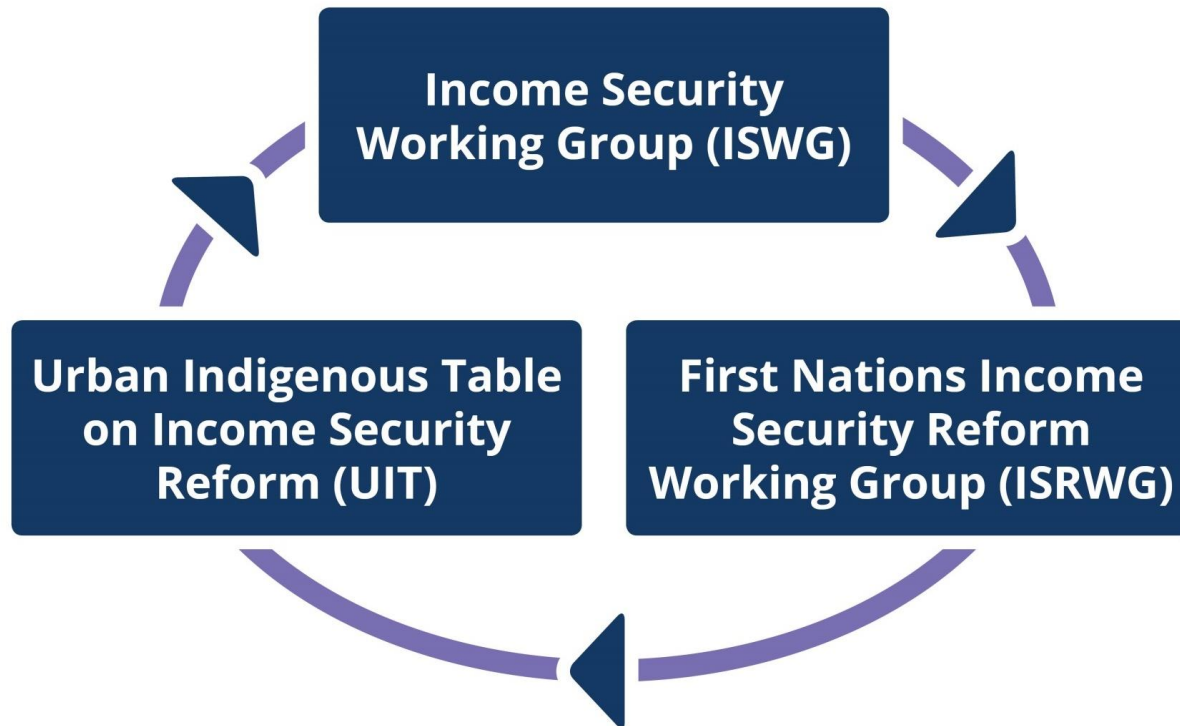 Income Security
Working Group (ISWG)
Urban Indigenous Table
on Income Security
Reform (UIT)
First Nations Income
Security Reform
Working Group (ISRWG)